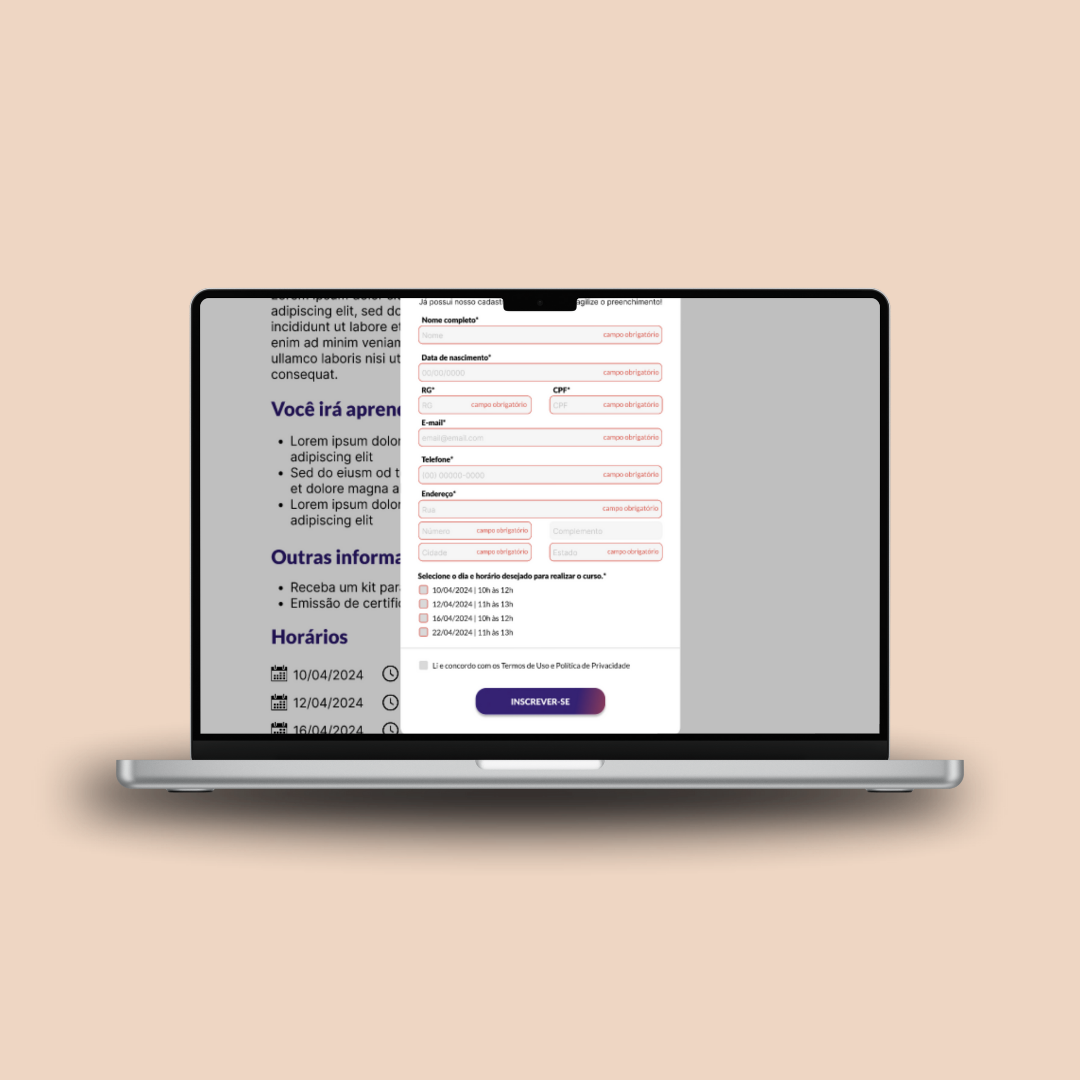 adipiscing elit, sed do
incididunt ut labore et
enim ad minim veniam
ullamco laboris nisi ut
consequat.
Você irá apren
Lorem ipsum dolor
adipiscing elit
Sed do eiusm od t
et dolore magna a
Lorem ipsum dolor
adipiscing elit
Outras informa
Receba um kit par
Emissão de certific
Horários
10/04/2024
12/04/2024
16/04/2024
Já possui nosso cadast agilize o preenchimento!
Nome completo*
Nome campo obrigatório
Data de nascimento*
00/00/0000 campo obrigatório
RG* CPF*
RG campo obrigatório CPF campo obrigatório
E-mail*
email@email.com campo obrigatório
Telefone*
(00) 00000-0000 campo obrigatório
Endereço*
Rua campo obrigatório
Número campo obrigatório Complemento
Cidade campo obrigatório Estado campo obrigatório
Selecione o dia e horário desejado para realizar o curso.*
10/04/2024 | 10h às 12h
12/04/2024 | 11h às 13h
16/04/2024 | 10h às 12h
22/04/2024 | 11h às 13h
Li e concordo com os Termos de Uso e Política de Privacidade
INSCREVER-SE